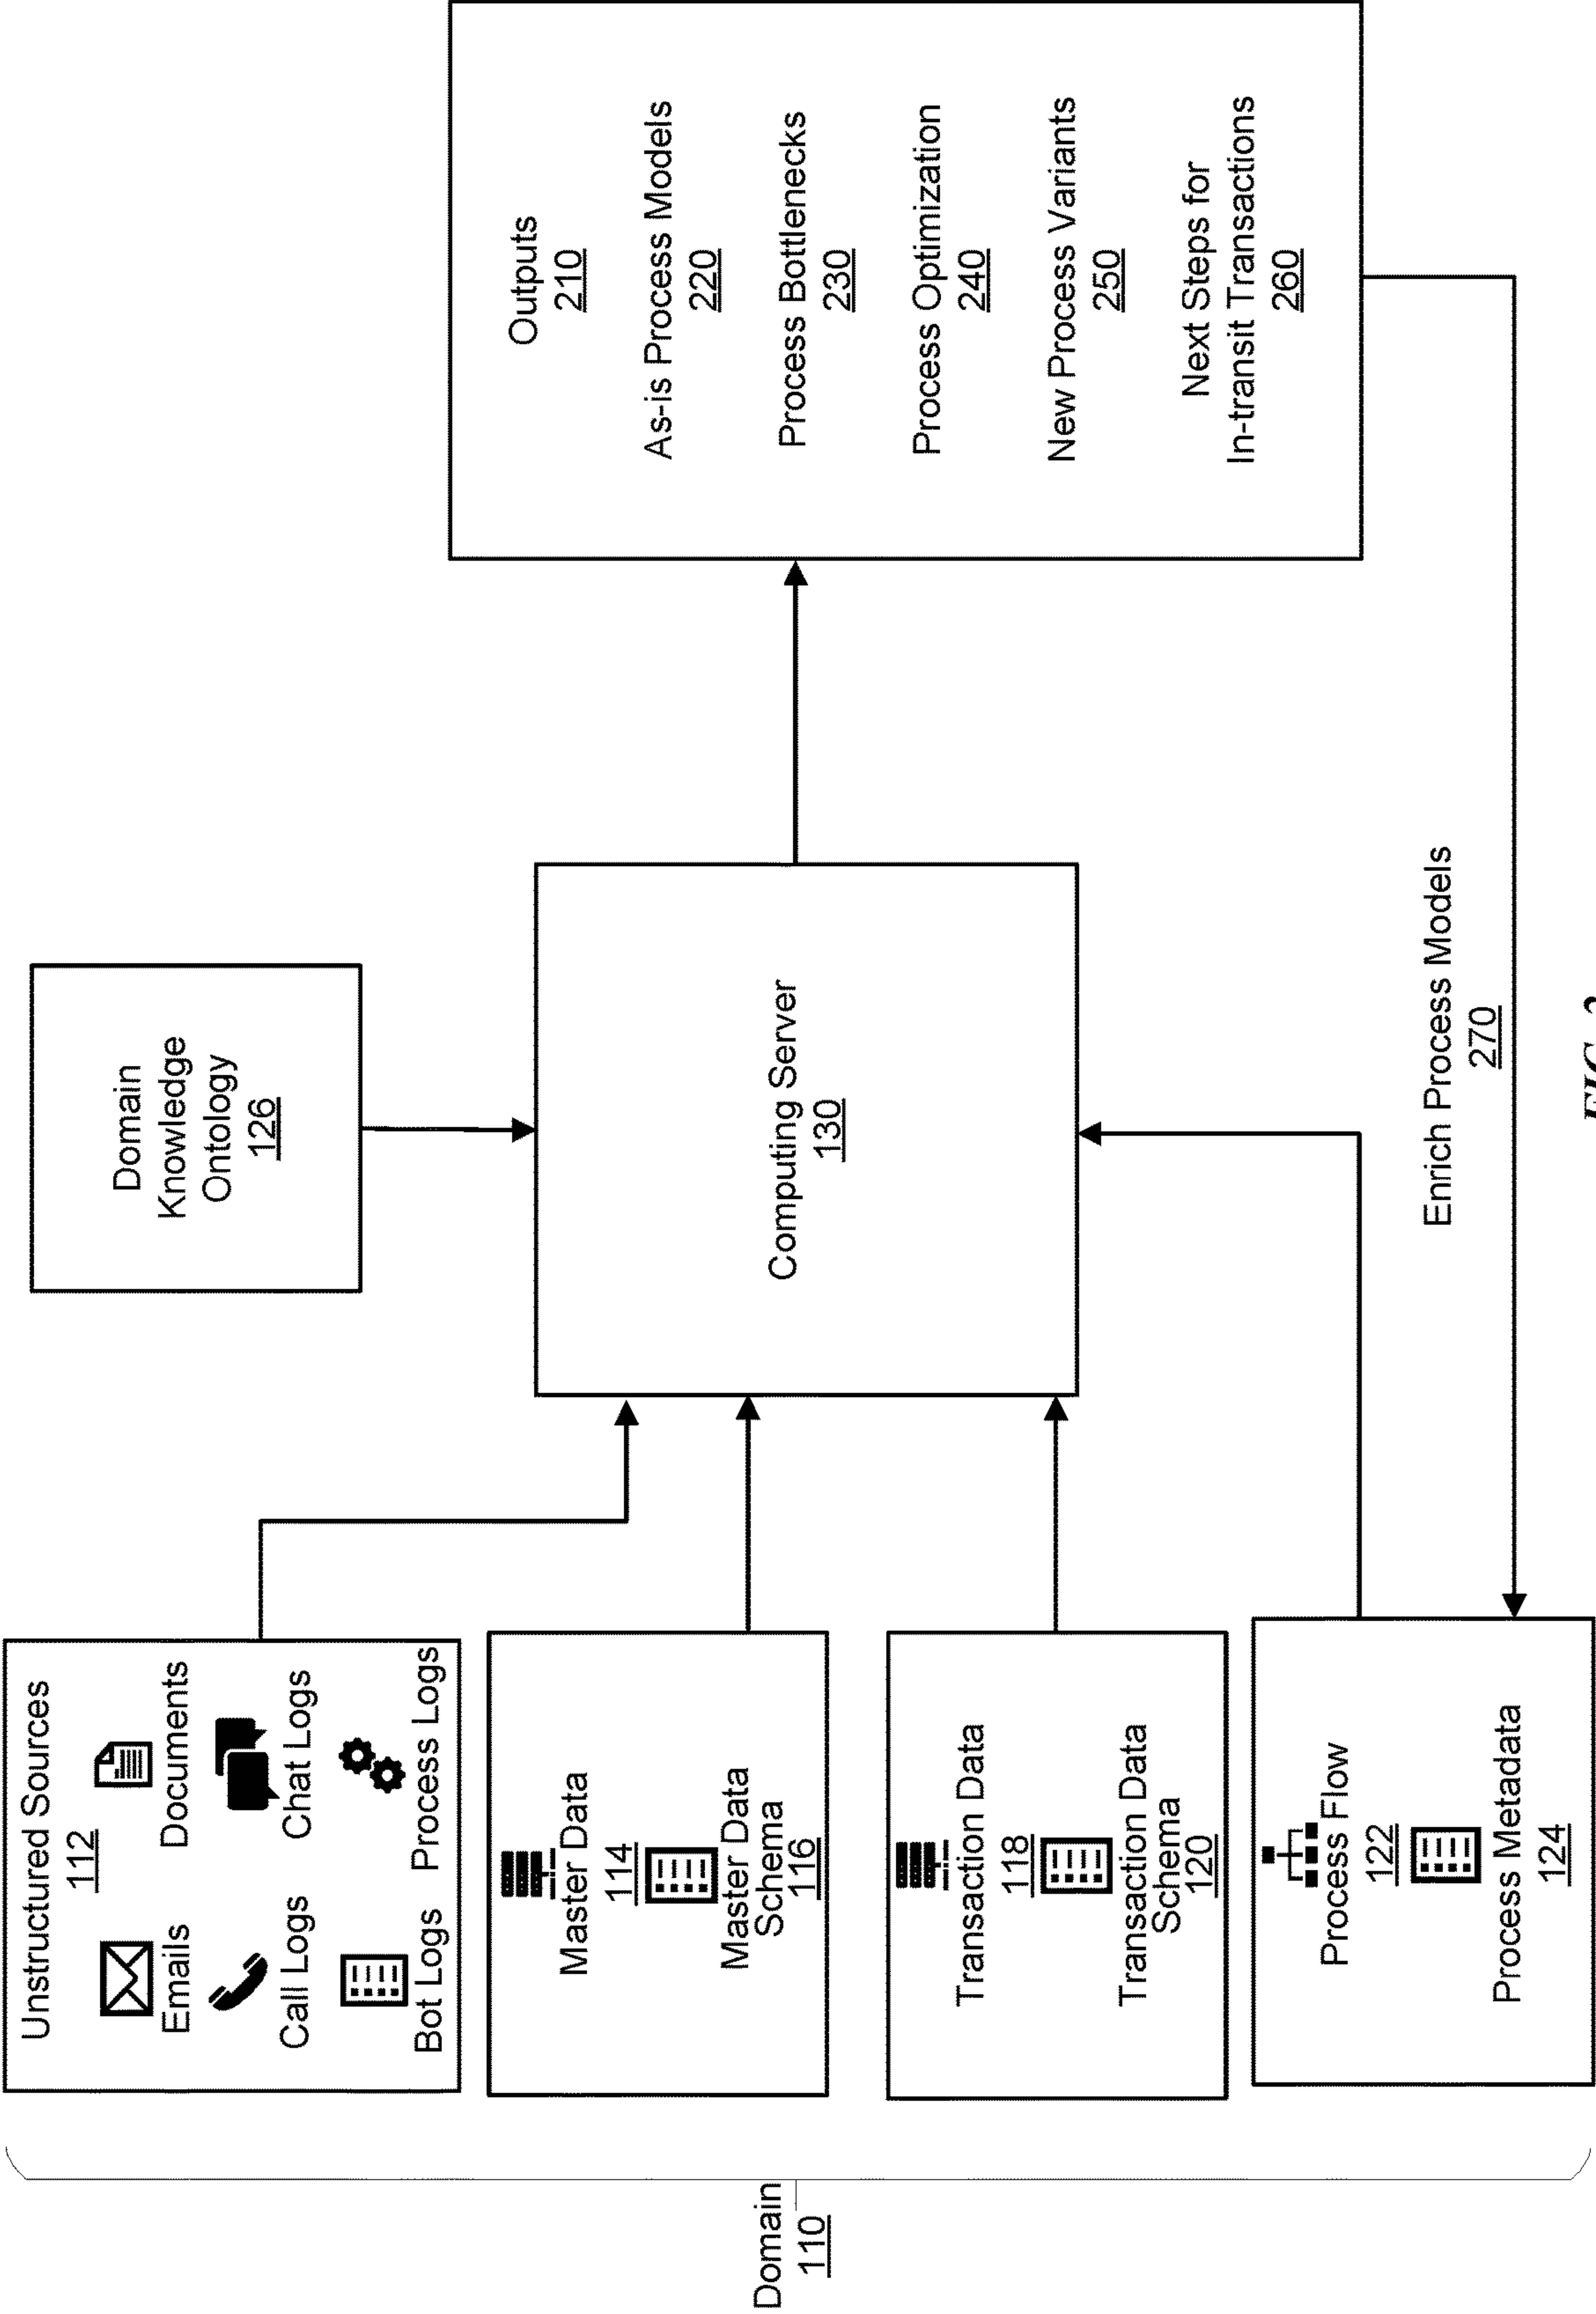 Domain
110
Unstructured Sources
112
Emails
Documents
Call Logs
Chat Logs
Bot Logs
Process Logs
Master Data
114
Master Data
Schema
116
Transaction Data
118
Transaction Data
Schema
120
Process Flow
122
Process Metadata
124
Domain
Knowledge
Ontology
126
Computing Server
130
Outputs
210
As-is Process Models
220
Process Bottlenecks
230
Process Optimization
240
New Process Variants
250
Next Steps for
In-transit Transactions
260
Enrich Process Models
270